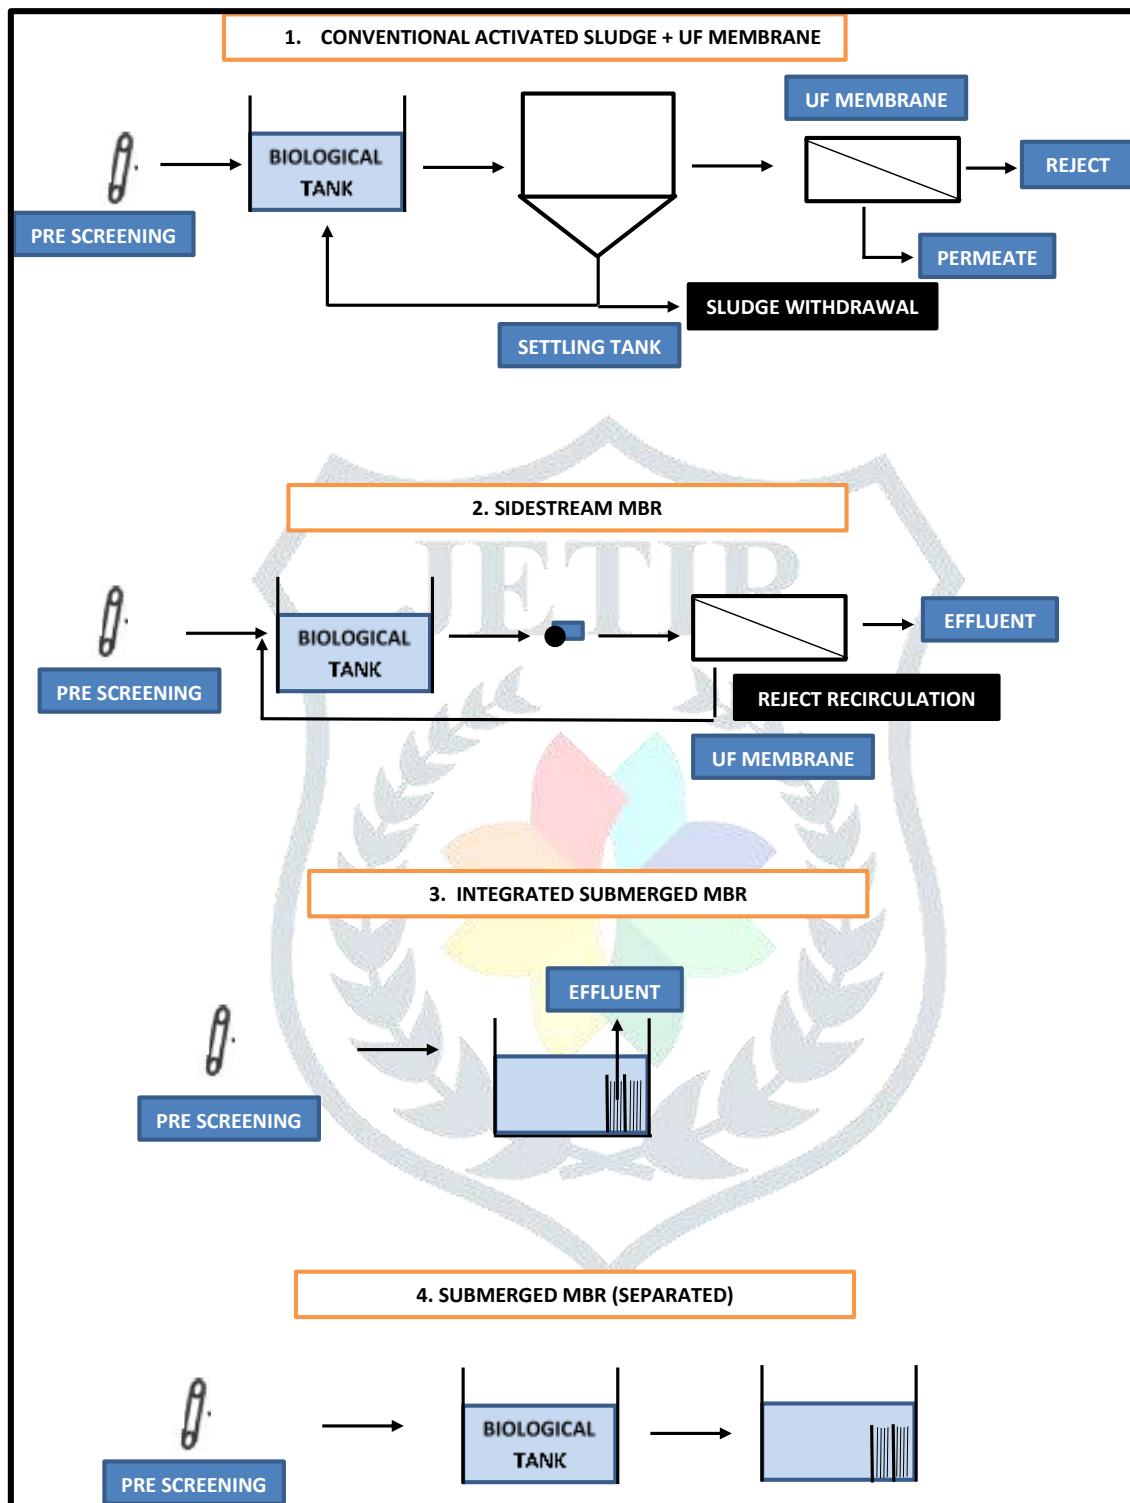 1. CONVENTIONAL ACTIVATED SLUDGE + UF MEMBRANE
UF MEMBRANE
BIOLOGICAL
TANK
REJECT
PRE SCREENING
PERMEATE
SLUDGE WITHDRAWAL
SETTLING TANK
2. SIDESTREAM MBR
JETIR
BIOLOGICAL
TANK
EFFLUENT
PRE SCREENING
REJECT RECIRCULATION
UF MEMBRANE
3. INTEGRATED SUBMERGED MBR
EFFLUENT
PRE SCREENING
4. SUBMERGED MBR (SEPARATED)
BIOLOGICAL
TANK
PRE SCREENING